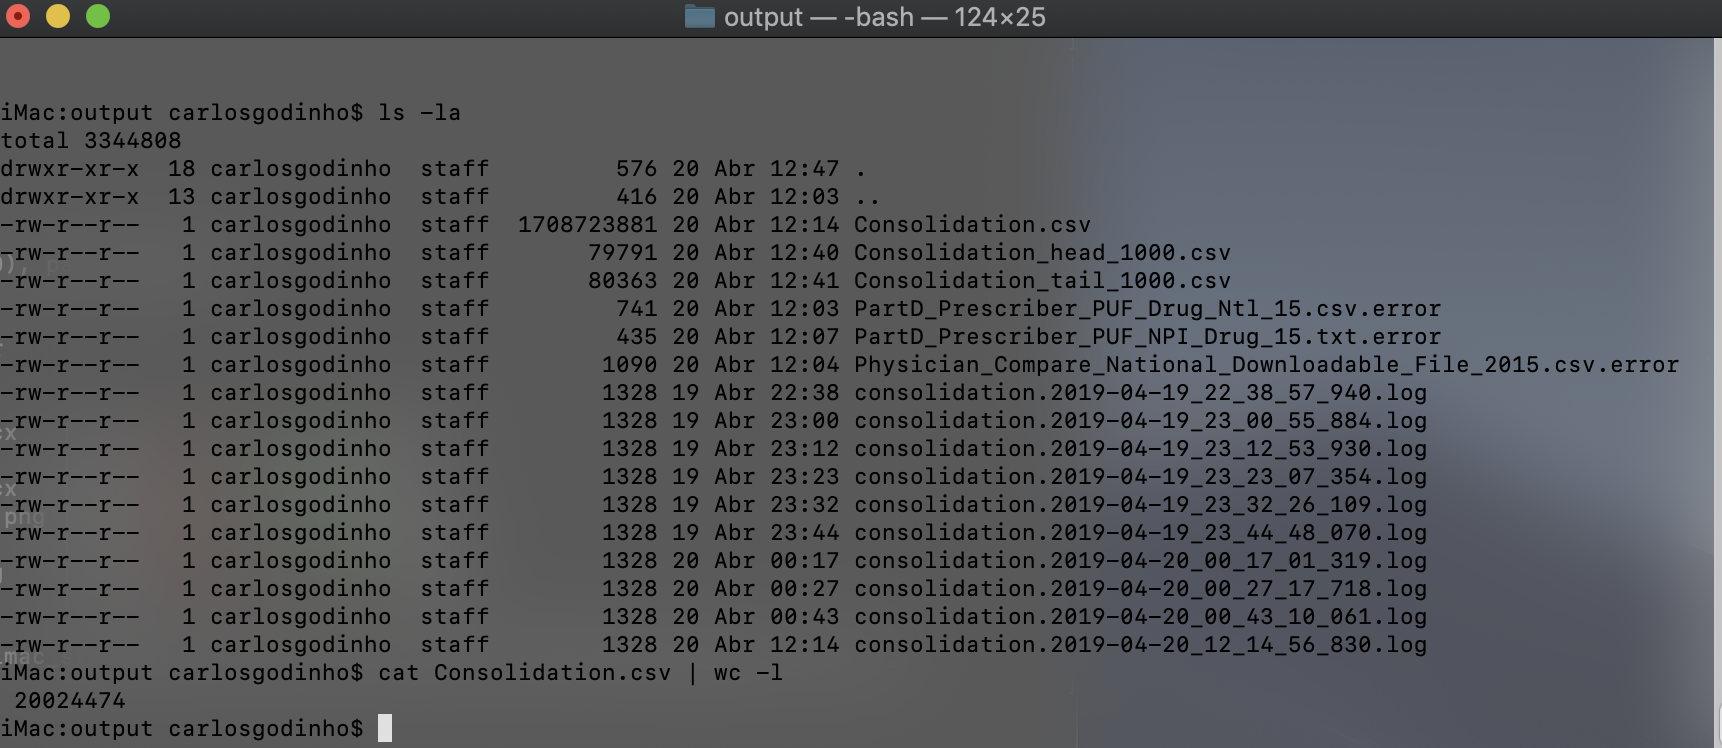 output — -bash — 124×25
iMac:output carlosgodinho$ ls -la
total 3344808
drwxr-xr-x  18 carlosgodinho  staff         576 20 Abr 12:47 .
drwxr-xr-x  13 carlosgodinho  staff         416 20 Abr 12:03 ..
-rw-r--r--   1 carlosgodinho  staff  1708723881 20 Abr 12:14 Consolidation.csv
-rw-r--r--   1 carlosgodinho  staff       79791 20 Abr 12:40 Consolidation_head_1000.csv
-rw-r--r--   1 carlosgodinho  staff       80363 20 Abr 12:41 Consolidation_tail_1000.csv
-rw-r--r--   1 carlosgodinho  staff         741 20 Abr 12:03 PartD_Prescriber_PUF_Drug_Ntl_15.csv.error
-rw-r--r--   1 carlosgodinho  staff         435 20 Abr 12:07 PartD_Prescriber_PUF_NPI_Drug_15.txt.error
-rw-r--r--   1 carlosgodinho  staff        1090 20 Abr 12:04 Physician_Compare_National_Downloadable_File_2015.csv.error
-rw-r--r--   1 carlosgodinho  staff        1328 19 Abr 22:38 consolidation.2019-04-19_22_38_57_940.log
-rw-r--r--   1 carlosgodinho  staff        1328 19 Abr 23:00 consolidation.2019-04-19_23_00_55_884.log
-rw-r--r--   1 carlosgodinho  staff        1328 19 Abr 23:12 consolidation.2019-04-19_23_12_53_930.log
-rw-r--r--   1 carlosgodinho  staff        1328 19 Abr 23:23 consolidation.2019-04-19_23_23_07_354.log
-rw-r--r--   1 carlosgodinho  staff        1328 19 Abr 23:32 consolidation.2019-04-19_23_32_26_109.log
-rw-r--r--   1 carlosgodinho  staff        1328 19 Abr 23:44 consolidation.2019-04-19_23_44_48_070.log
-rw-r--r--   1 carlosgodinho  staff        1328 20 Abr 00:17 consolidation.2019-04-20_00_17_01_319.log
-rw-r--r--   1 carlosgodinho  staff        1328 20 Abr 00:27 consolidation.2019-04-20_00_27_17_718.log
-rw-r--r--   1 carlosgodinho  staff        1328 20 Abr 00:43 consolidation.2019-04-20_00_43_10_061.log
-rw-r--r--   1 carlosgodinho  staff        1328 20 Abr 12:14 consolidation.2019-04-20_12_14_56_830.log
iMac:output carlosgodinho$ cat Consolidation.csv | wc -l
 20024474
iMac:output carlosgodinho$